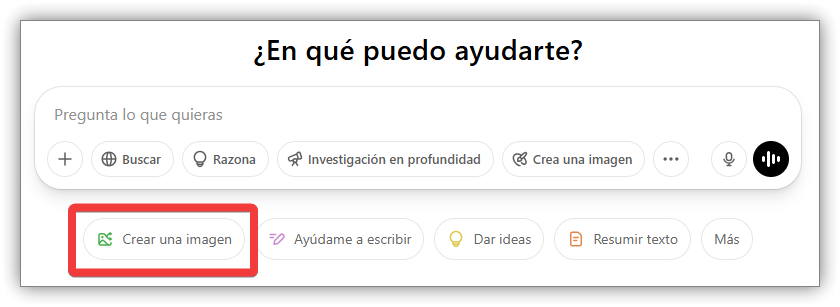 ¿En qué puedo ayudarte?
Pregunta lo que quieras
Buscar Razona Investigación en profundidad Crea una imagen
Crear una imagen Ayúdame a escribir Dar ideas Resumir texto Más